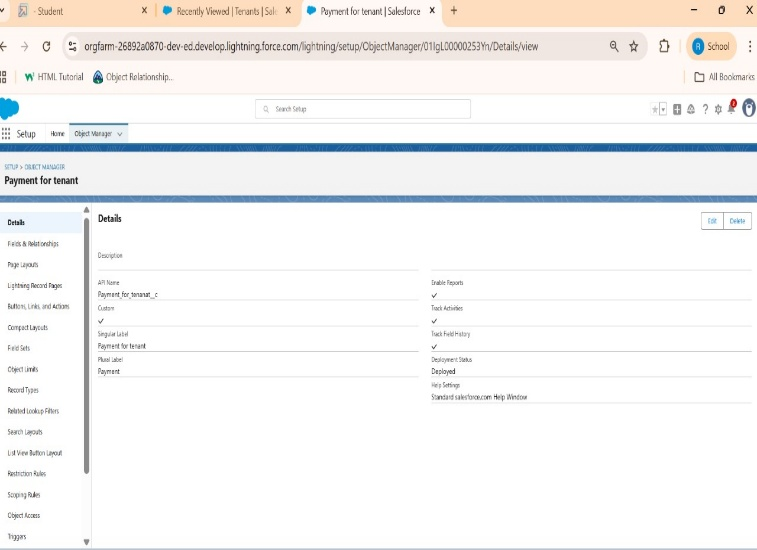 - Student
Recently Viewed | Tenants | Sale
Payment for tenant | Salesforce
orgfarm-26892a0870-dev-ed.develop.lightning.force.com/lightning/setup/ObjectManager/01IgL00000253Yn/Details/view
School
HTML Tutorial
Object Relationship...
All Bookmarks
Search Setup
Setup
Home
Object Manager
SETUP > OBJECT MANAGER
Payment for tenant
Details
Fields & Relationships
Page Layouts
Lightning Record Pages
Buttons, Links, and Actions
Compact Layouts
Field Sets
Object Limits
Record Types
Related Lookup Filters
Search Layouts
List View Button Layout
Restriction Rules
Scoping Rules
Object Access
Triggers
Details
Edit
Delete
Description
API Name
Payment_for_tenanat__c
Custom
Singular Label
Payment for tenant
Plural Label
Payment
Enable Reports
Track Activities
Track Field History
Deployment Status
Deployed
Help Settings
Standard salesforce.com Help Window